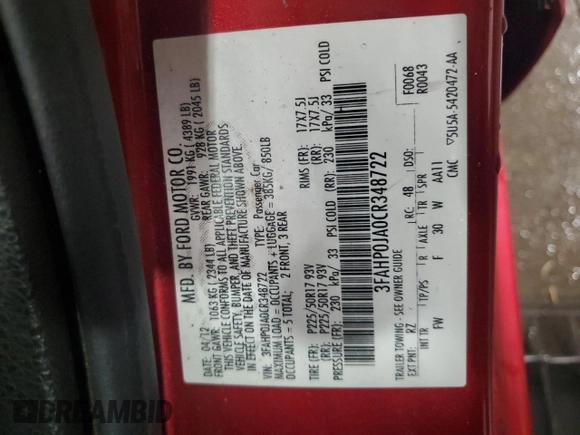 MFD. BY FORD MOTOR CO.
DATE: 04/12 GVWR: 1991 KG ( 4389 LB)
FRONT GAWR: 1063 KG ( 2344 LB) REAR GAWR: 928 KG ( 2045 LB)
THIS VEHICLE CONFORMS TO ALL APPLICABLE FEDERAL MOTOR
VEHICLE SAFETY, BUMPER, AND THEFT PREVENTION STANDARDS
IN EFFECT ON THE DATE OF MANUFACTURE SHOWN ABOVE.
VIN: 3FAHP0JA0CR348722 TYPE: Passenger Car
MAXIMUM LOAD = OCCUPANTS + LUGGAGE = 385KG/ 850LB
OCCUPANTS = 5 TOTAL: 2 FRONT, 3 REAR
TIRE (FR): P225/50R17 93V RIMS (FR): 17X7.5J
(RR): P225/50R17 93V (RR): 17X7.5J
PRESSURE (FR): 230 kPa/ 33 PSI COLD (RR): 230 kPa/ 33 PSI COLD
3FAHP0JA0CR348722
TRAILER TOWING - SEE OWNER GUIDE
F0068
R0043
EXT PNT: RZ RC: 48 DSO:
INT TR TP/PS R AXLE TR SPR
FW F 30 W AA11
CMC
▽5U5A-5420472-AA
DREAMBID